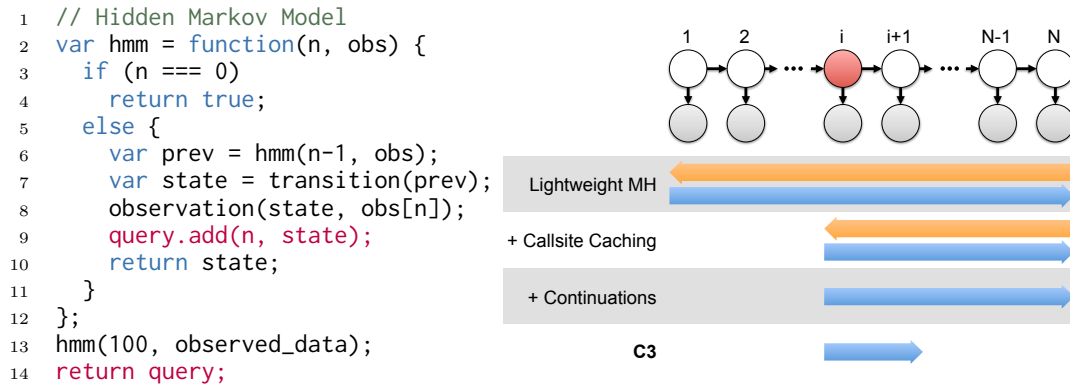 1 // Hidden Markov Model
2 var hmm = function(n, obs) {
3 if (n === 0)
4 return true;
5 else {
6 var prev = hmm(n-1, obs);
7 var state = transition(prev);
8 observation(state, obs[n]);
9 query.add(n, state);
10 return state;
11 }
12 };
13 hmm(100, observed_data);
14 return query;
1 2 i i+1 N-1 N
••• •••
Lightweight MH
+ Callsite Caching
+ Continuations
C3